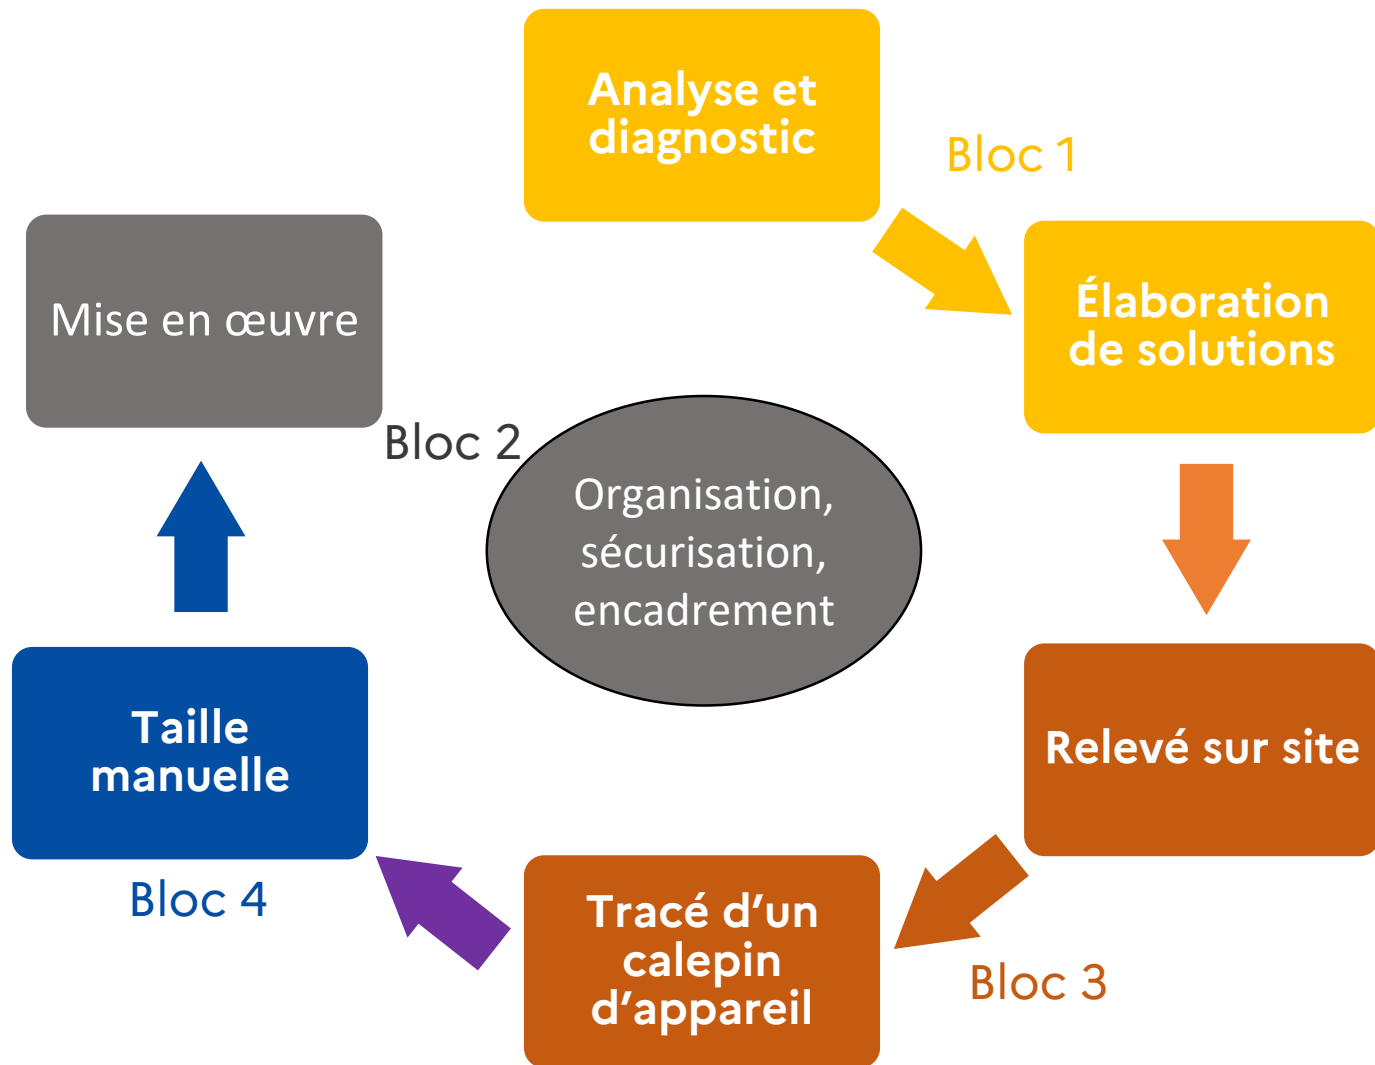 Analyse et
diagnostic
Bloc 1
Élaboration
de solutions
Relevé sur site
Bloc 3
Tracé d’un
calepin
d’appareil
Taille
manuelle
Bloc 4
Mise en œuvre
Bloc 2
Organisation,
sécurisation,
encadrement